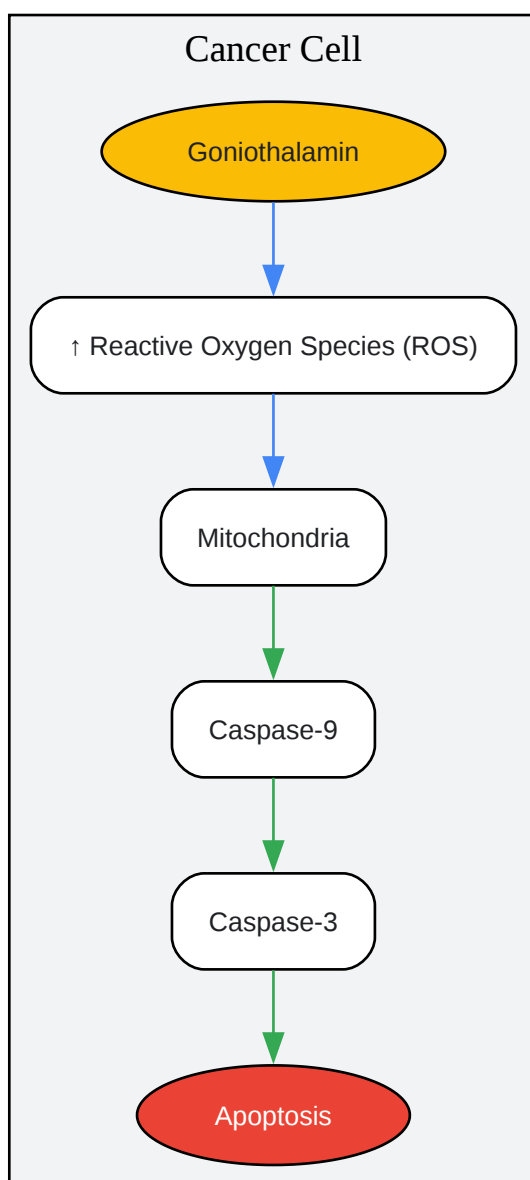 Cancer Cell
Goniothalamin
↑ Reactive Oxygen Species (ROS)
Mitochondria
Caspase-9
Caspase-3
Apoptosis